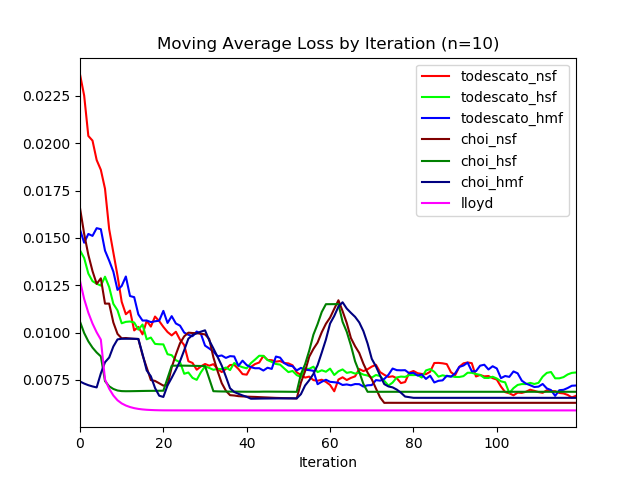 Moving Average Loss by Iteration (n=10)
0.0225
0.0200
0.0175
0.0150
0.0125
0.0100
0.0075
todescato_nsf
todescato_hsf
todescato_hmf
choi_nsf
choi_hsf
choi_hmf
lloyd
0 20 40 60 80 100
Iteration